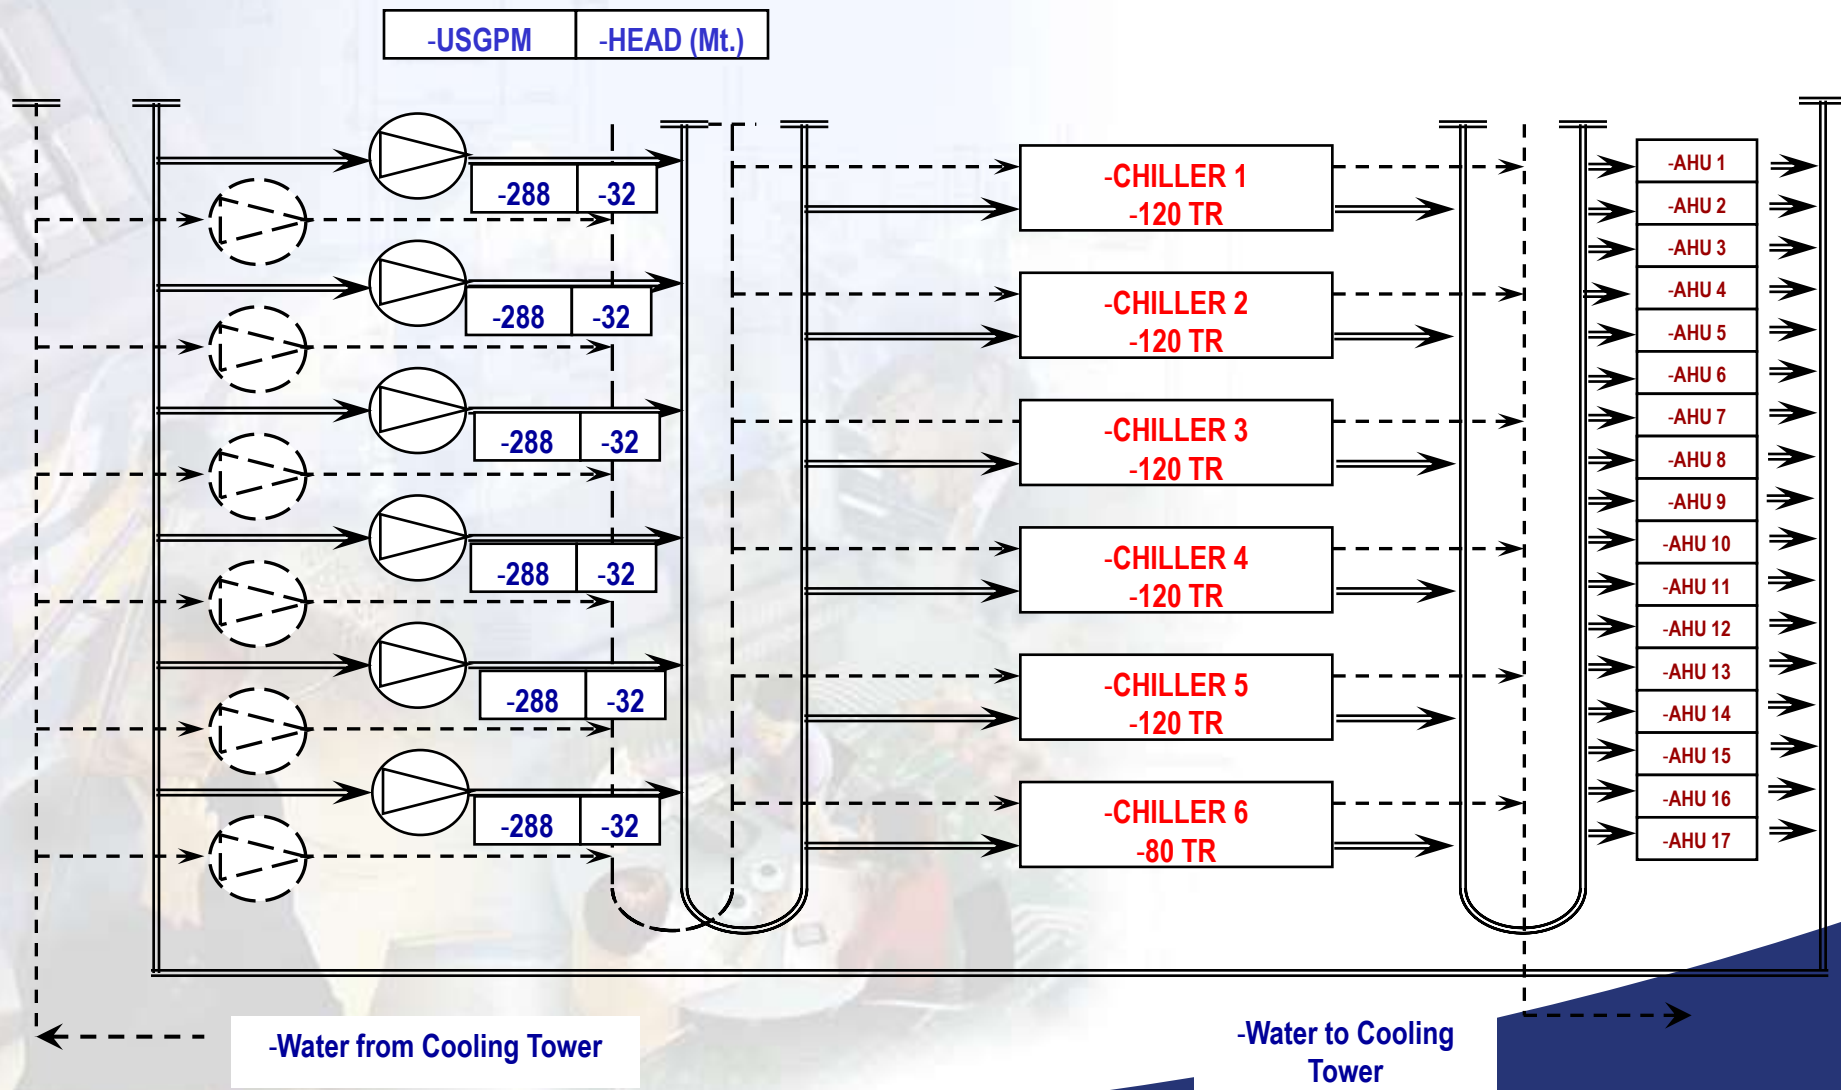 -USGPM -HEAD (Mt.)
-288 -32
-288 -32
-288 -32
-288 -32
-288 -32
-288 -32
-CHILLER 1
-120 TR
-CHILLER 2
-120 TR
-CHILLER 3
-120 TR
-CHILLER 4
-120 TR
-CHILLER 5
-120 TR
-CHILLER 6
-80 TR
-AHU 1
-AHU 2
-AHU 3
-AHU 4
-AHU 5
-AHU 6
-AHU 7
-AHU 8
-AHU 9
-AHU 10
-AHU 11
-AHU 12
-AHU 13
-AHU 14
-AHU 15
-AHU 16
-AHU 17
-Water from Cooling Tower
-Water to Cooling
Tower